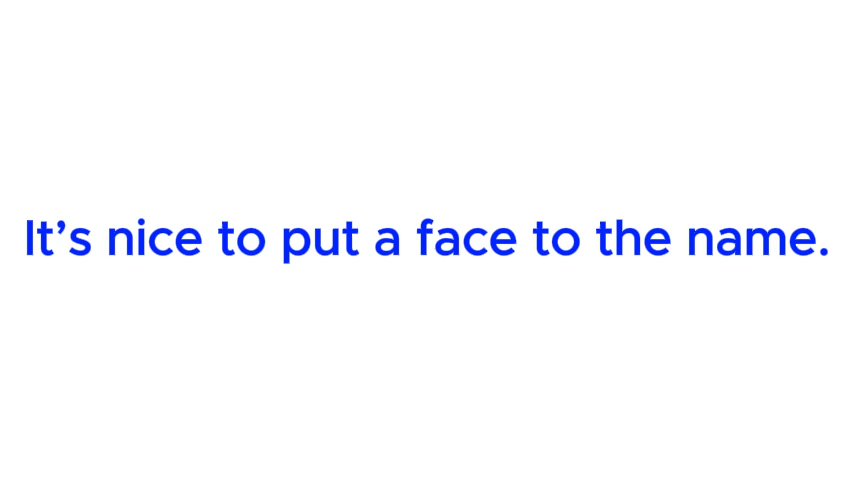 It’s nice to put a face to the name.